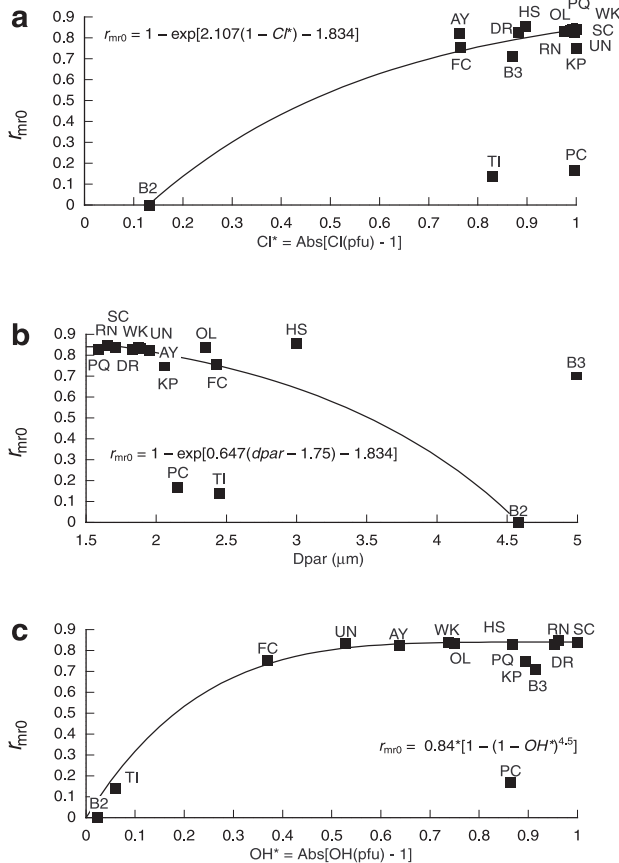 a
r_mr0 = 1 – exp[2.107(1 – Cl*) – 1.834]
r_mr0
0.9
0.8
0.7
0.6
0.5
0.4
0.3
0.2
0.1
0
AY
FC
DR
HS
B3
OL
PQ
WK
SC
UN
RN
KP
TI
PC
B2
0 0.1 0.2 0.3 0.4 0.5 0.6 0.7 0.8 0.9 1
Cl* = Abs[Cl(pfu) - 1]
b
r_mr0
0.9
0.8
0.7
0.6
0.5
0.4
0.3
0.2
0.1
0
SC
RN
WK
UN
OL
HS
PQ
DR
AY
KP
FC
B3
r_mr0 = 1 – exp[0.647(dpar – 1.75) – 1.834]
PC
TI
B2
1.5 2 2.5 3 3.5 4 4.5 5
Dpar (μm)
c
r_mr0
0.9
0.8
0.7
0.6
0.5
0.4
0.3
0.2
0.1
0
FC
UN
AY
WK
OL
HS
RN
SC
PQ
DR
KP
B3
r_mr0 0.84*[1 – (1 – OH*)^4.5]
PC
TI
B2
0 0.1 0.2 0.3 0.4 0.5 0.6 0.7 0.8 0.9 1
OH* = Abs[OH(pfu) - 1]